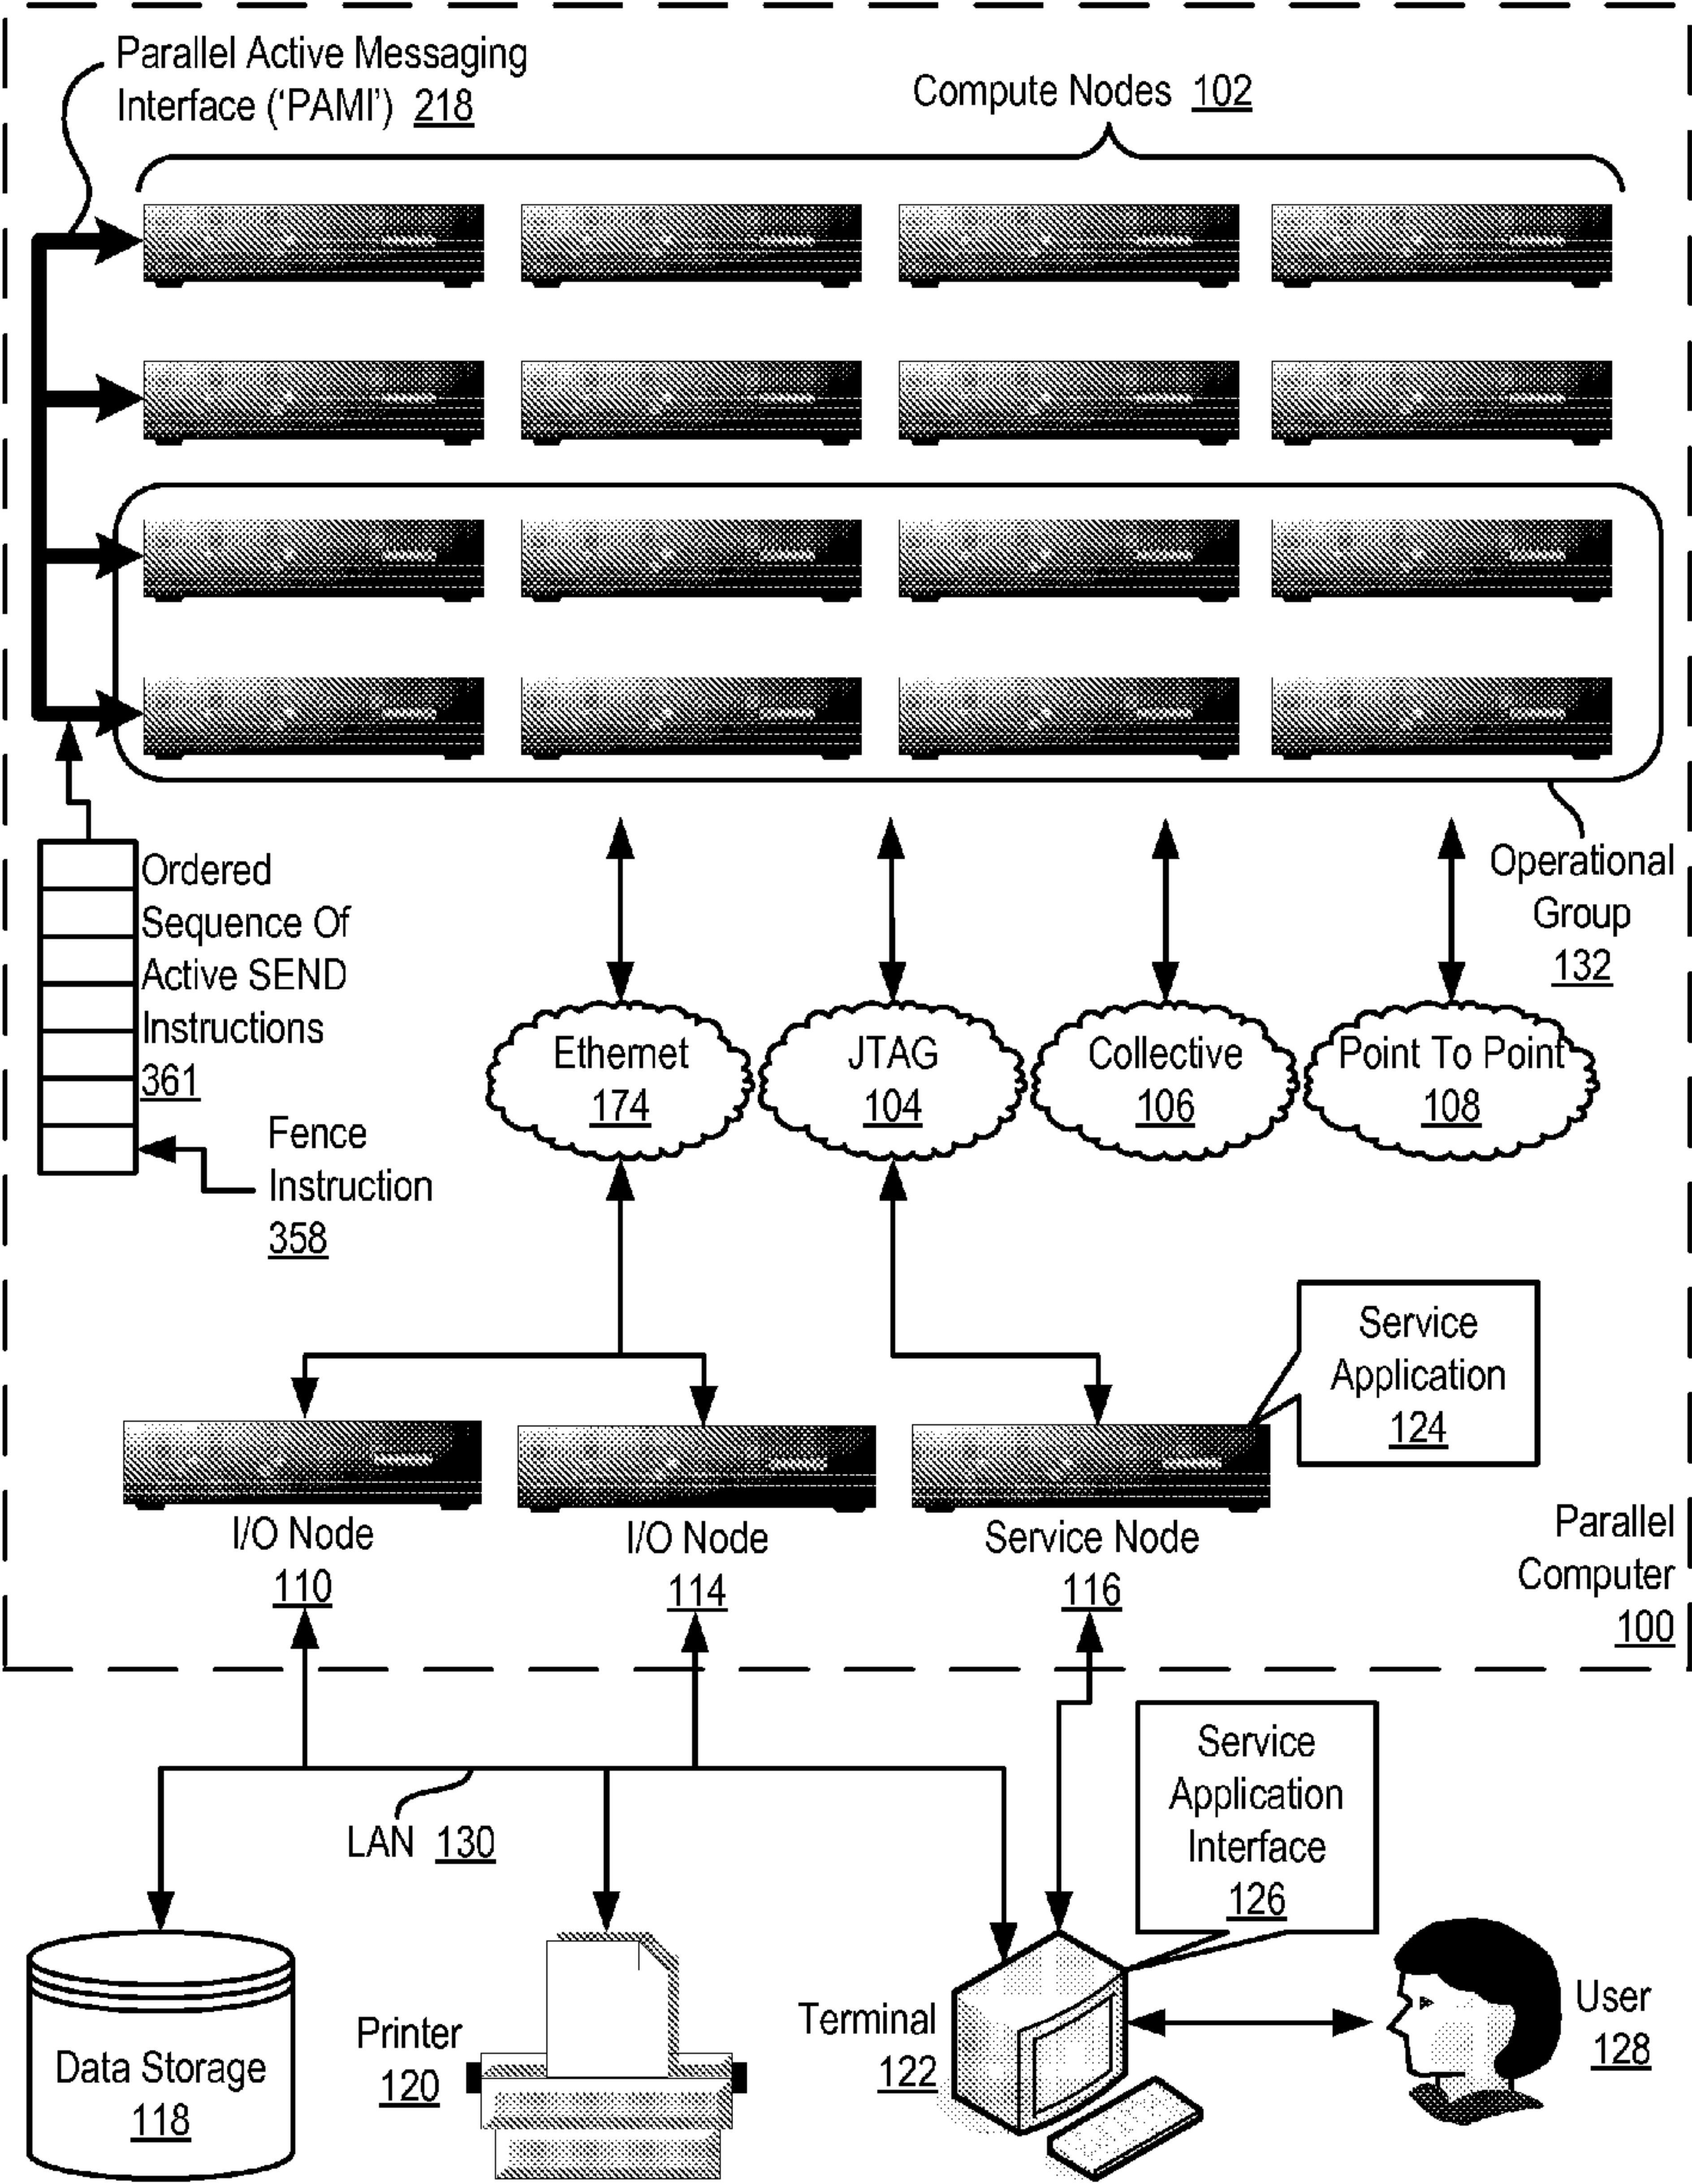 Parallel Active Messaging
Interface ('PAMI') 218
Compute Nodes 102
Ordered
Sequence Of
Active SEND
Instructions
361
Fence
Instruction
358
Operational
Group
132
Ethernet
174
JTAG
104
Collective
106
Point To Point
108
Service
Application
124
I/O Node
110
I/O Node
114
Service Node
116
Parallel
Computer
100
LAN 130
Service
Application
Interface
126
Data Storage
118
Printer
120
Terminal
122
User
128